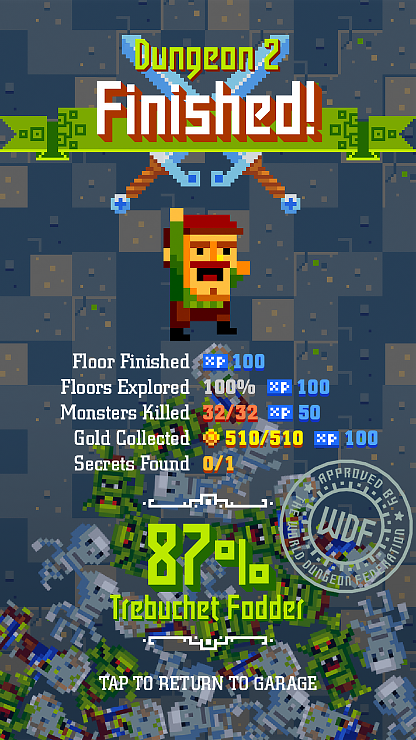 Dungeon 2
Finished!
Floor Finished XP 100
Floors Explored 100% XP 100
Monsters Killed 32/32 XP 50
Gold Collected 510/510 XP 100
Secrets Found 0/1
APPROVED BY
WDF
THE WORLD DUNGEON FEDERATION
87%
Trebuchet Fodder
TAP TO RETURN TO GARAGE